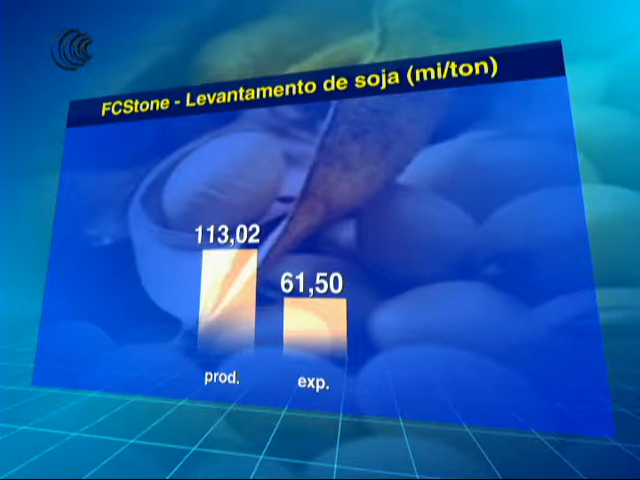 FCStone - Levantamento de soja (mi/ton)
113,02
61,50
prod.
exp.